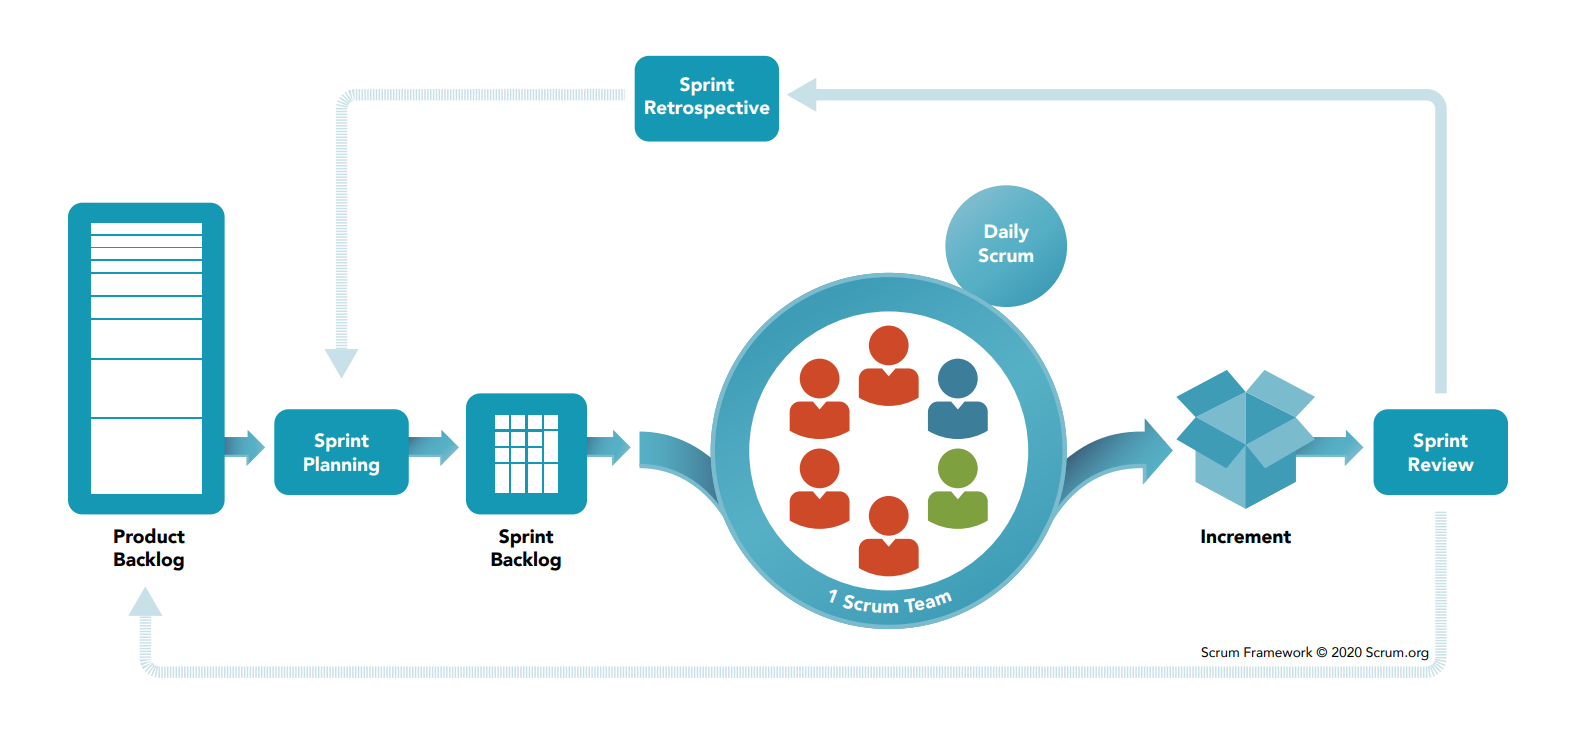 Sprint
Retrospective
Daily
Scrum
Sprint
Planning
Sprint
Review
Product
Backlog
Sprint
Backlog
Increment
1 Scrum Team
Scrum Framework © 2020 Scrum.org